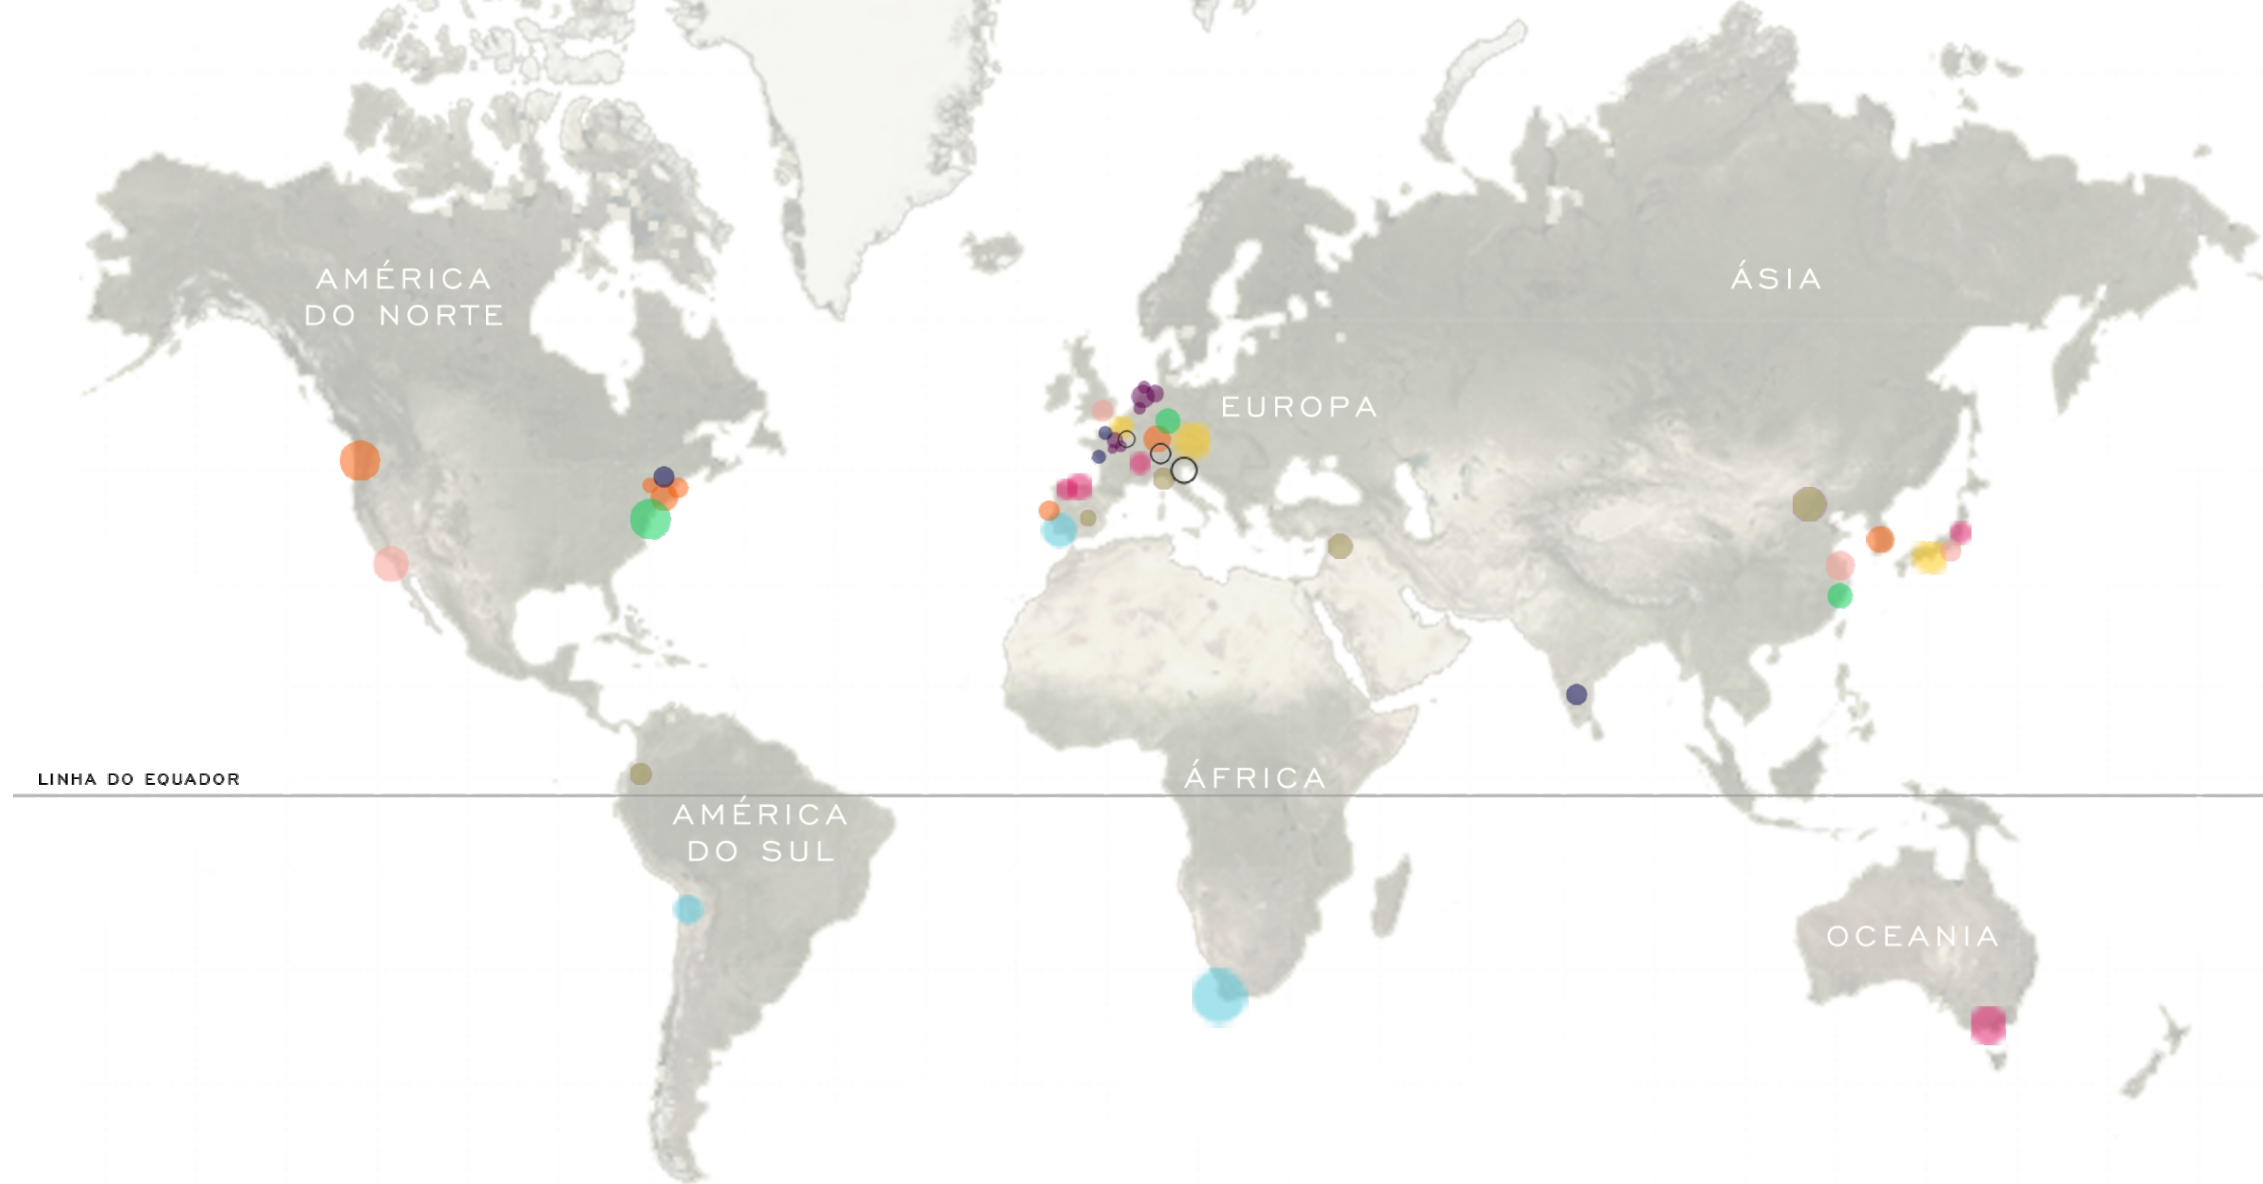 AMÉRICA
DO NORTE
ÁSIA
EUROPA
LINHA DO EQUADOR
ÁFRICA
AMÉRICA
DO SUL
OCEANIA